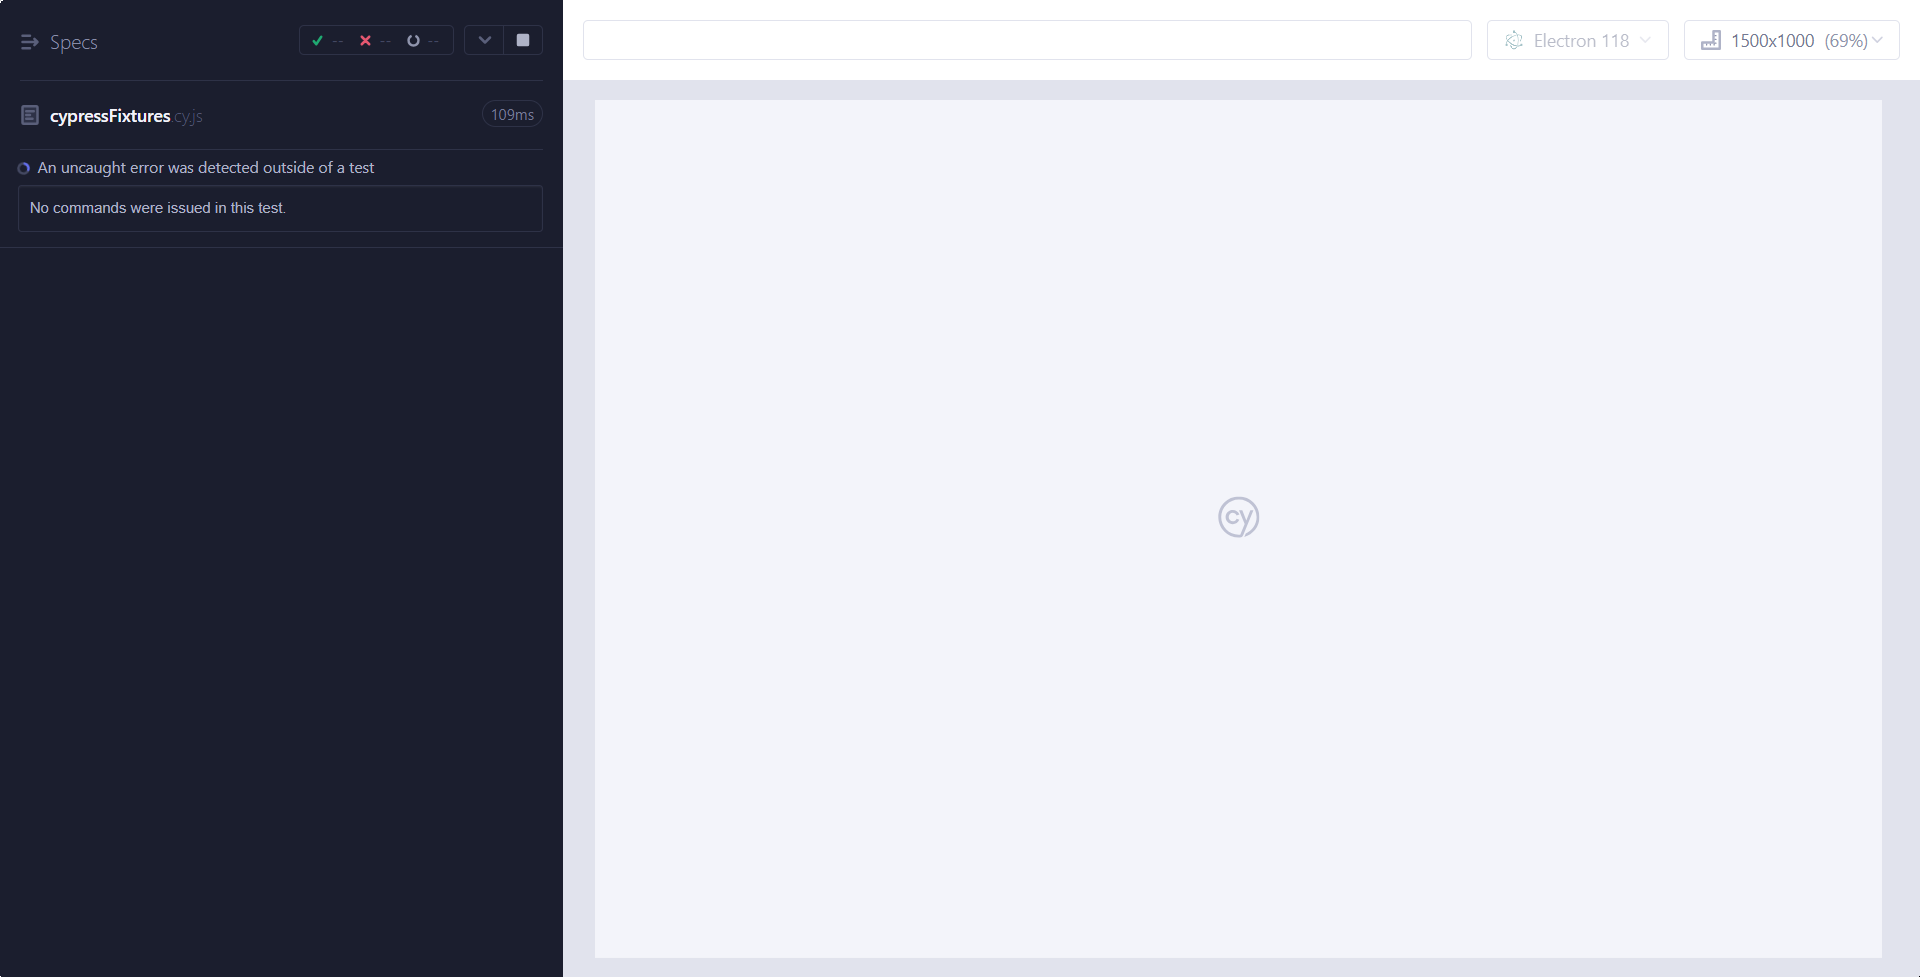 Specs
-- -- --
cypressFixtures.cy.js
109ms
An uncaught error was detected outside of a test
No commands were issued in this test.
Electron 118
1500x1000 (69%)
cy